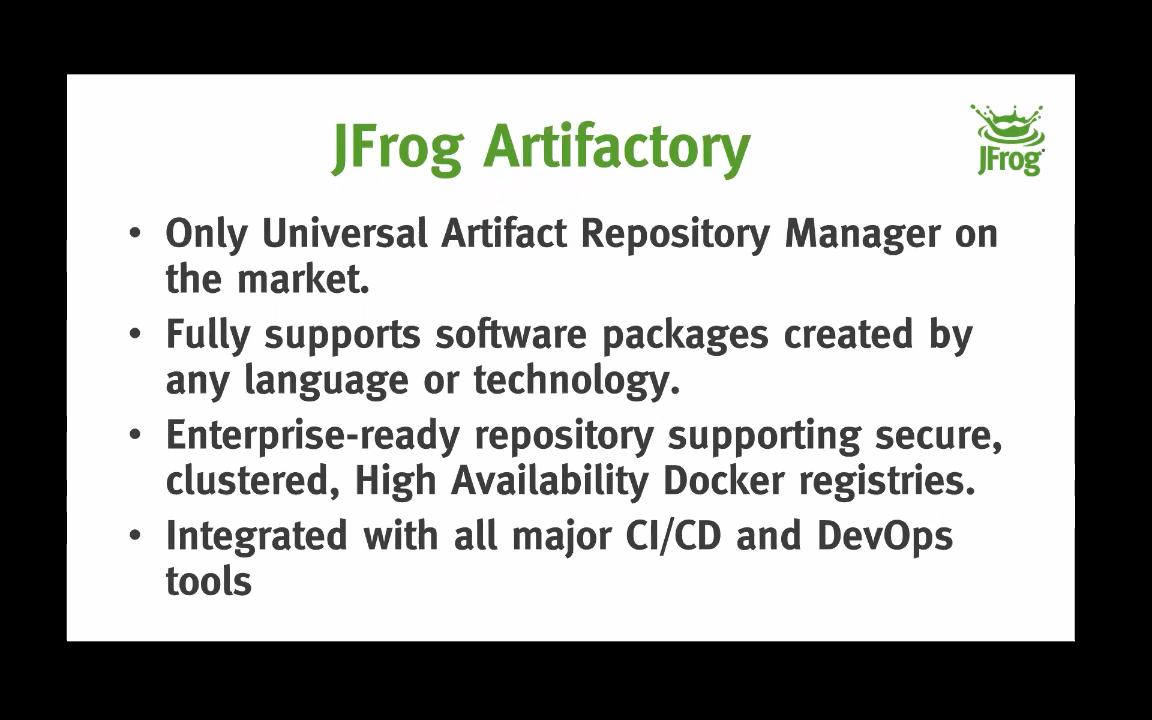 JFrog Artifactory
JFrog
• Only Universal Artifact Repository Manager on
the market.
• Fully supports software packages created by
any language or technology.
• Enterprise-ready repository supporting secure,
clustered, High Availability Docker registries.
• Integrated with all major CI/CD and DevOps
tools